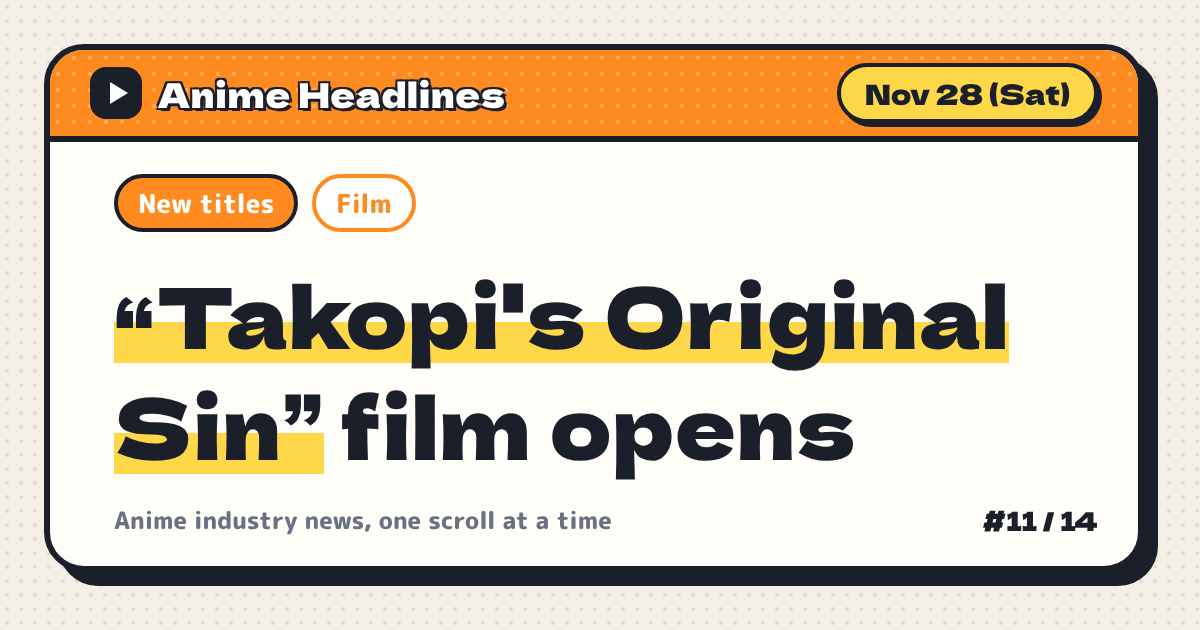 Anime Headlines
Nov 28 (Sat)
New titles
Film
“Takopi's Original
Sin” film opens
Anime industry news, one scroll at a time
#11 / 14